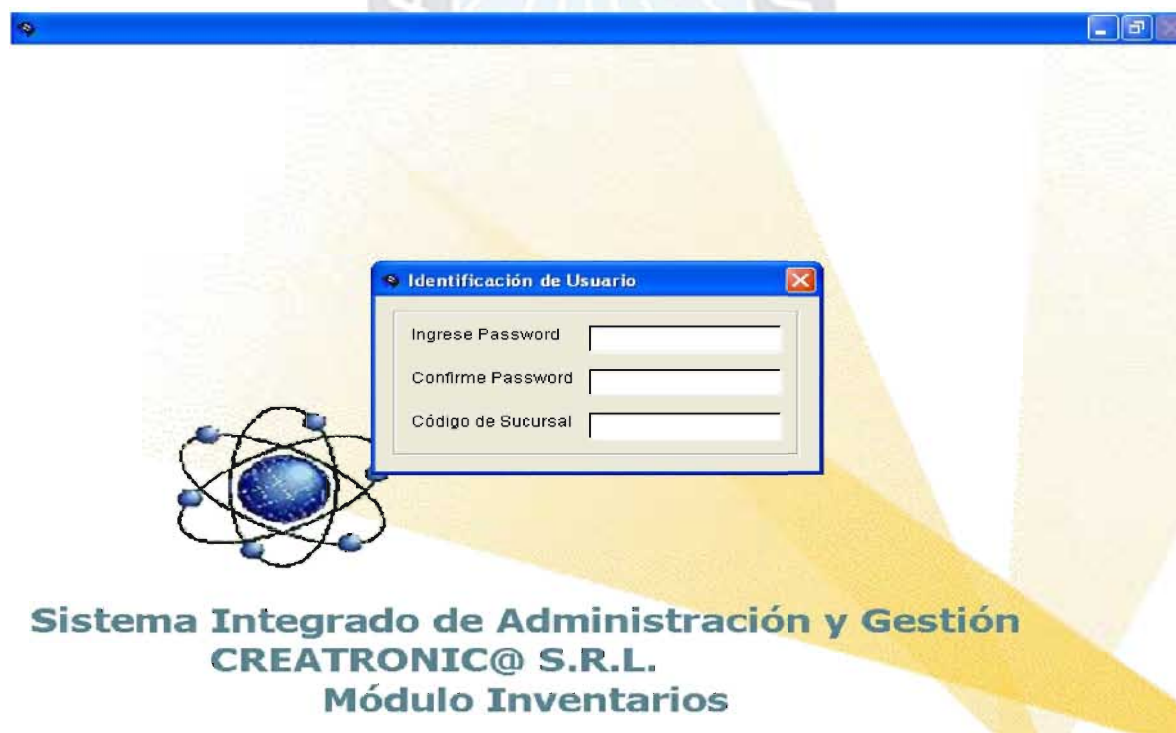 Identificación de Usuario
Ingrese Password
Confirme Password
Código de Sucursal
Sistema Integrado de Administración y Gestión
CREATRONIC@ S.R.L.
Módulo Inventarios